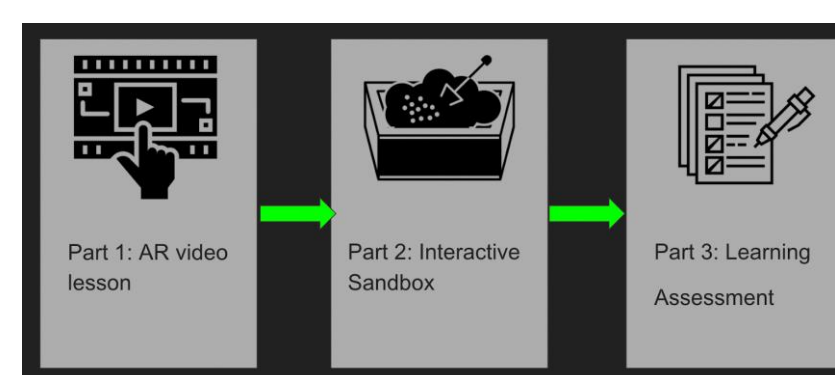 Part 1: AR video
lesson
Part 2: Interactive
Sandbox
Part 3: Learning
Assessment